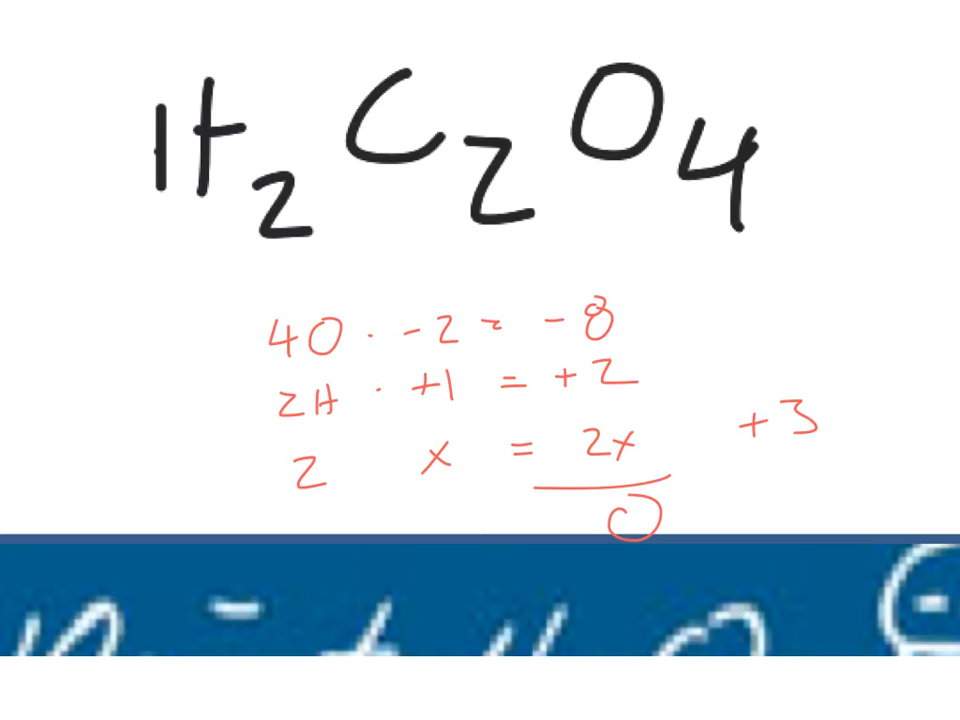 H2C2O4
4O · -2 = -8
2H · +1 = +2
2 x = 2x +3
0